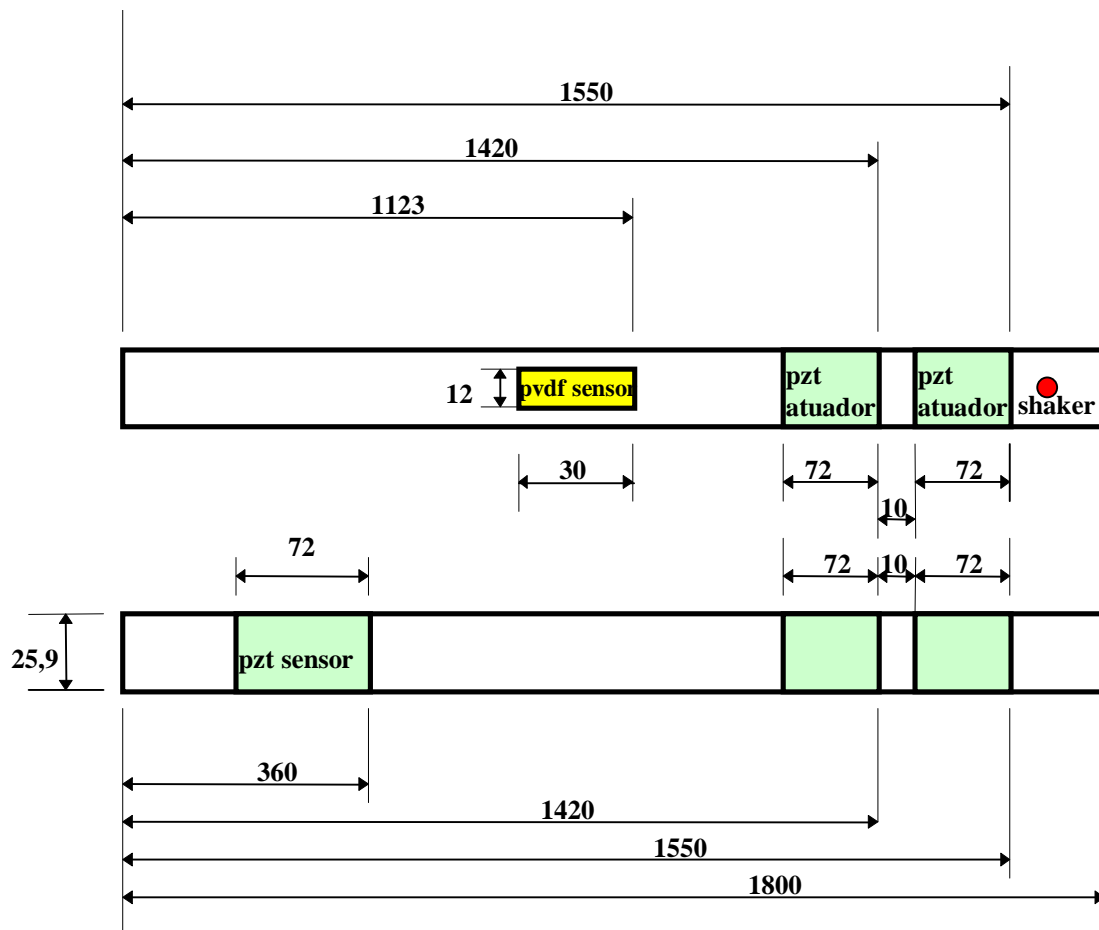 1550
1420
1123
12
pvdf sensor
pzt
atuador
pzt
atuador
shaker
30
72
72
10
72
72
10
72
25,9
pzt sensor
360
1420
1550
1800